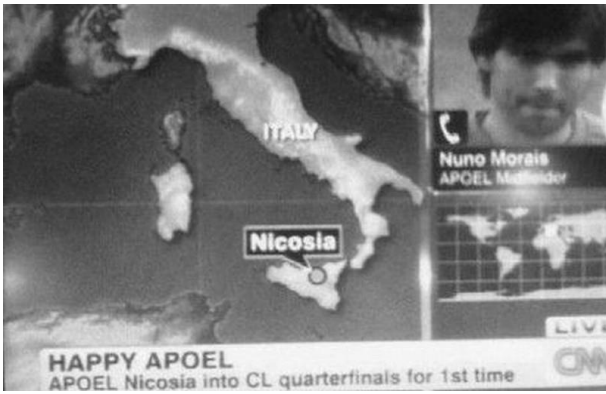 ITALY
Nuno Morais
APOEL Midfielder
Nicosia
LIVE
HAPPY APOEL
APOEL Nicosia into CL quarterfinals for 1st time
CNN